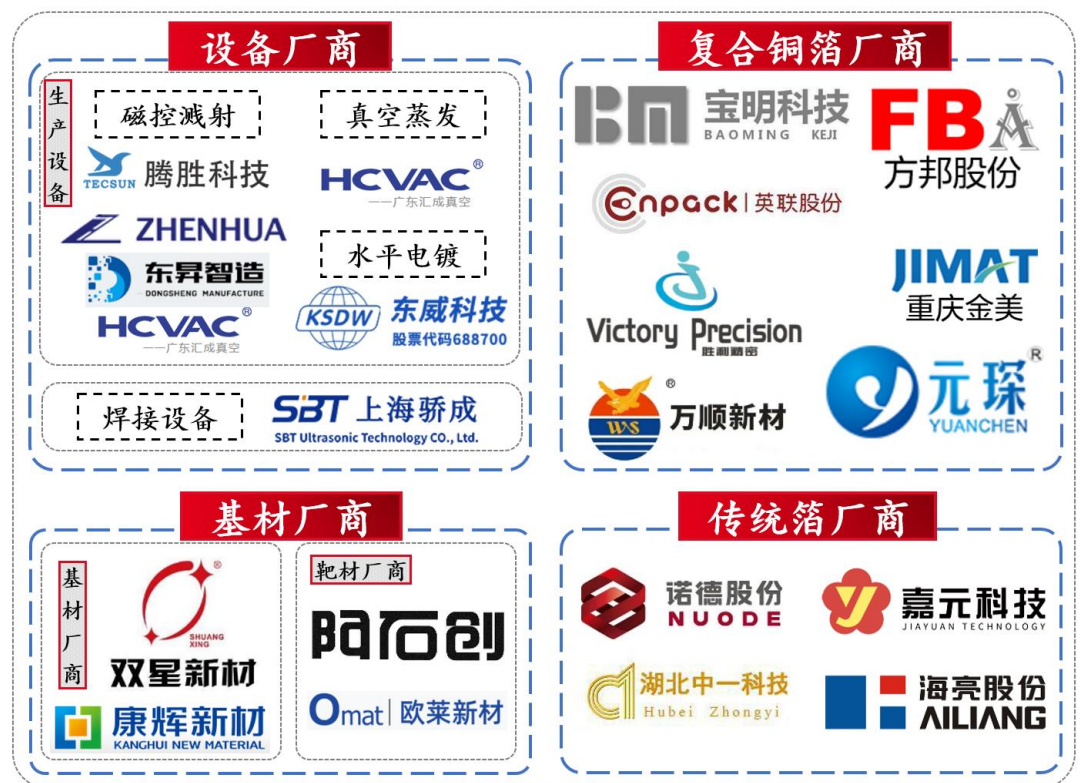 设备厂商
生产设备
磁控溅射
TECSUN 腾胜科技
ZHENHUA
东昇智造
DONGSHENG MANUFACTURE
HCVAC®
——广东汇成真空
真空蒸发
HCVAC®
——广东汇成真空
水平电镀
KSDW 东威科技
股票代码688700
焊接设备
SBT 上海骄成
SBT Ultrasonic Technology CO., Ltd.
复合铜箔厂商
BM 宝明科技
BAOMING KEJI
FBÅ
方邦股份
Enpack | 英联股份
Victory Precision
胜利精密
JIMAT
重庆金美
WS ® 万顺新材
元琛 ®
YUANCHEN
基材厂商
基材厂商
®
SHUANG
XING
双星新材
康辉新材
KANGHUI NEW MATERIAL
靶材厂商
阿石创
Omat | 欧莱新材
传统箔厂商
诺德股份
NUODE
y 嘉元科技
JIAYUAN TECHNOLOGY
湖北中一科技
Hubei Zhongyi
海亮股份
AILIANG